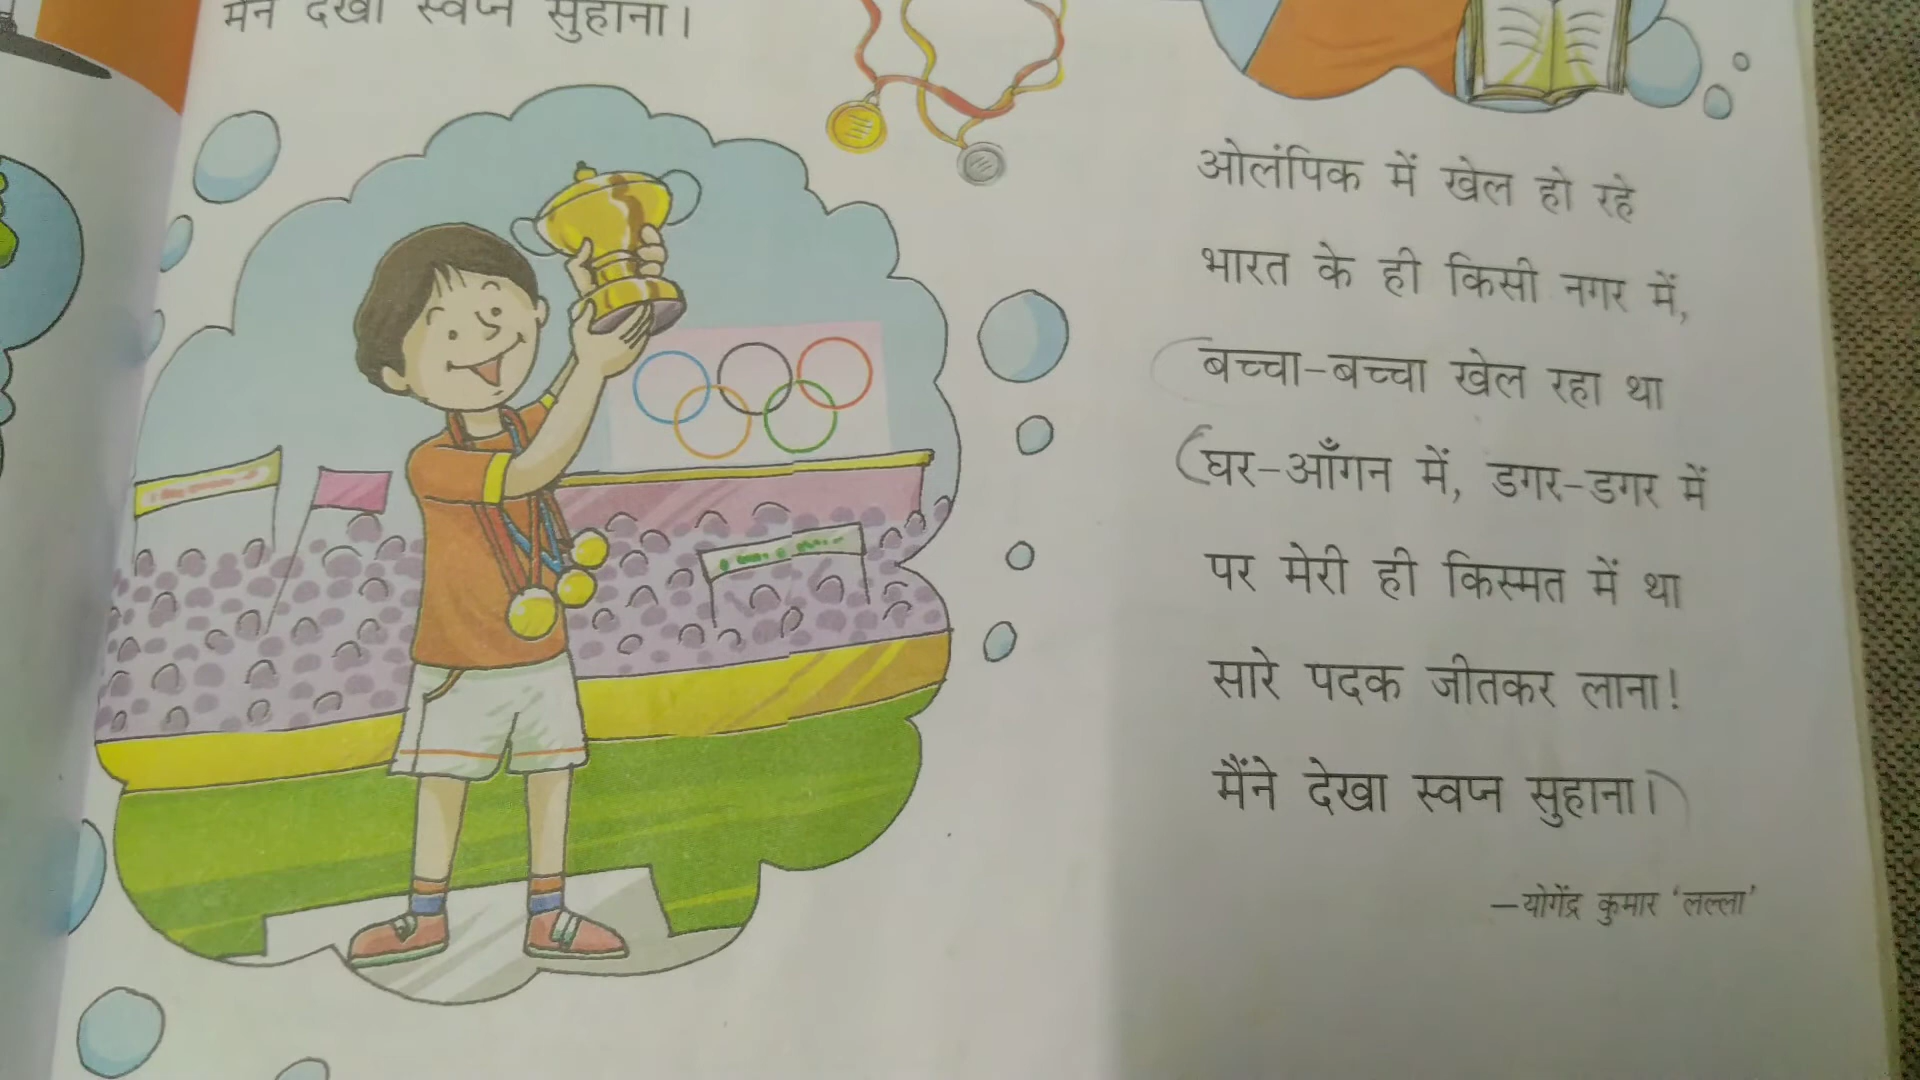 मैंने देखा स्वप्न सुहाना।
ओलंपिक में खेल हो रहे
भारत के ही किसी नगर में,
बच्चा-बच्चा खेल रहा था
घर-आँगन में, डगर-डगर में
पर मेरी ही किस्मत में था
सारे पदक जीतकर लाना!
मैंने देखा स्वप्न सुहाना।
–योगेंद्र कुमार ‘लल्ला’